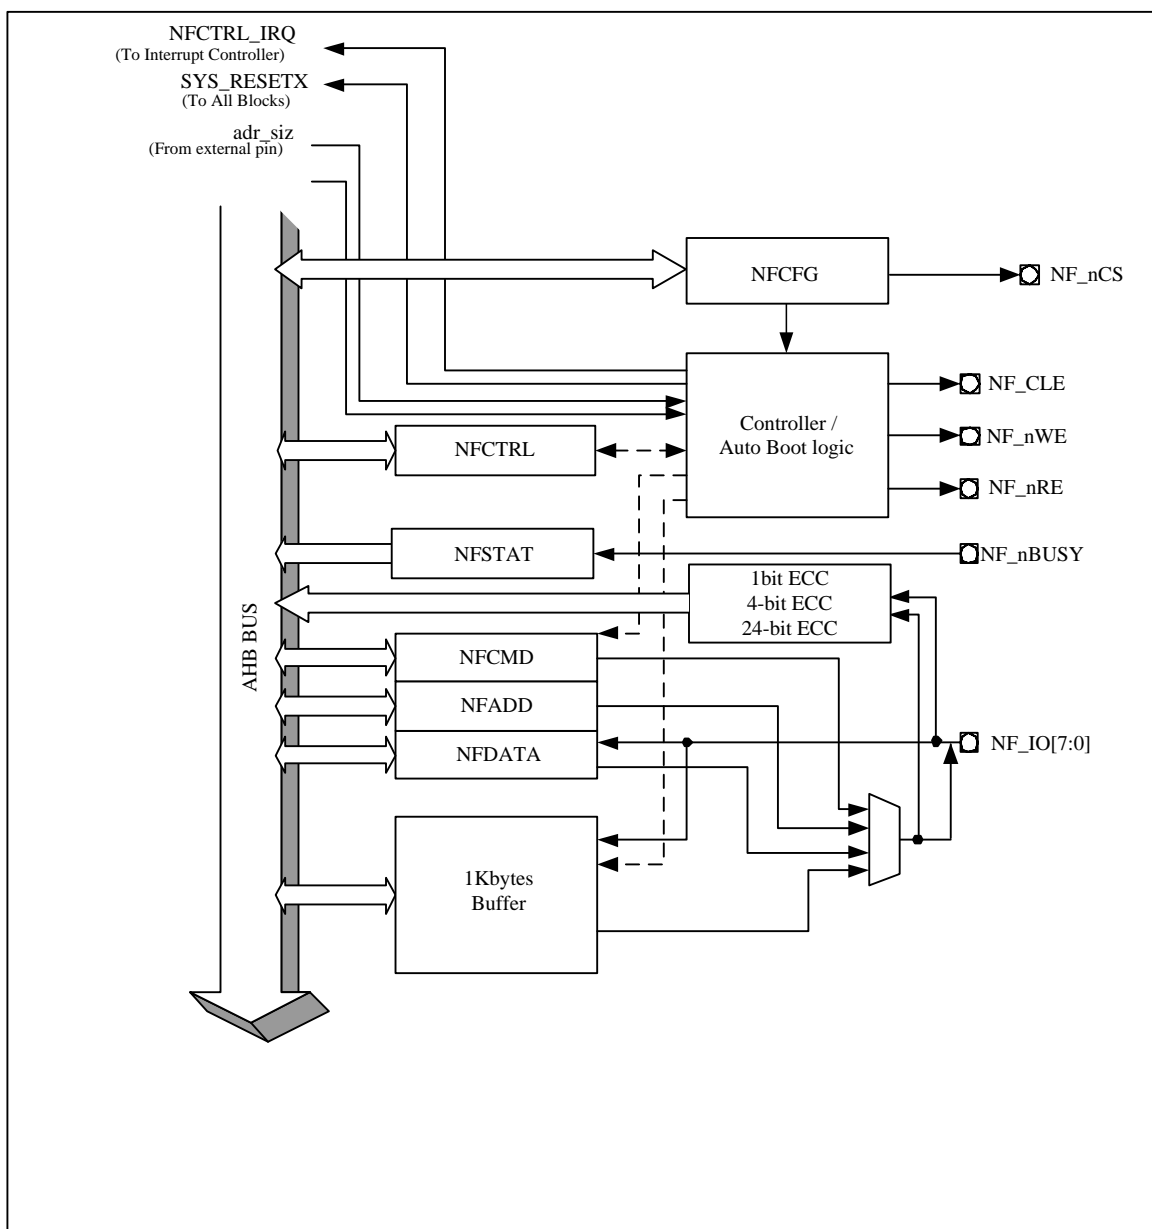 NFCTRL_IRQ
(To Interrupt Controller)
SYS_RESETX
(To All Blocks)
adr_siz
(From external pin)
NFCFG
NF_nCS
NF_CLE
Controller /
Auto Boot logic
NF_nWE
NFCTRL
NF_nRE
NFSTAT
NF_nBUSY
1bit ECC
4-bit ECC
24-bit ECC
AHB BUS
NFCMD
NFADD
NFDATA
NF_IO[7:0]
1Kbytes
Buffer